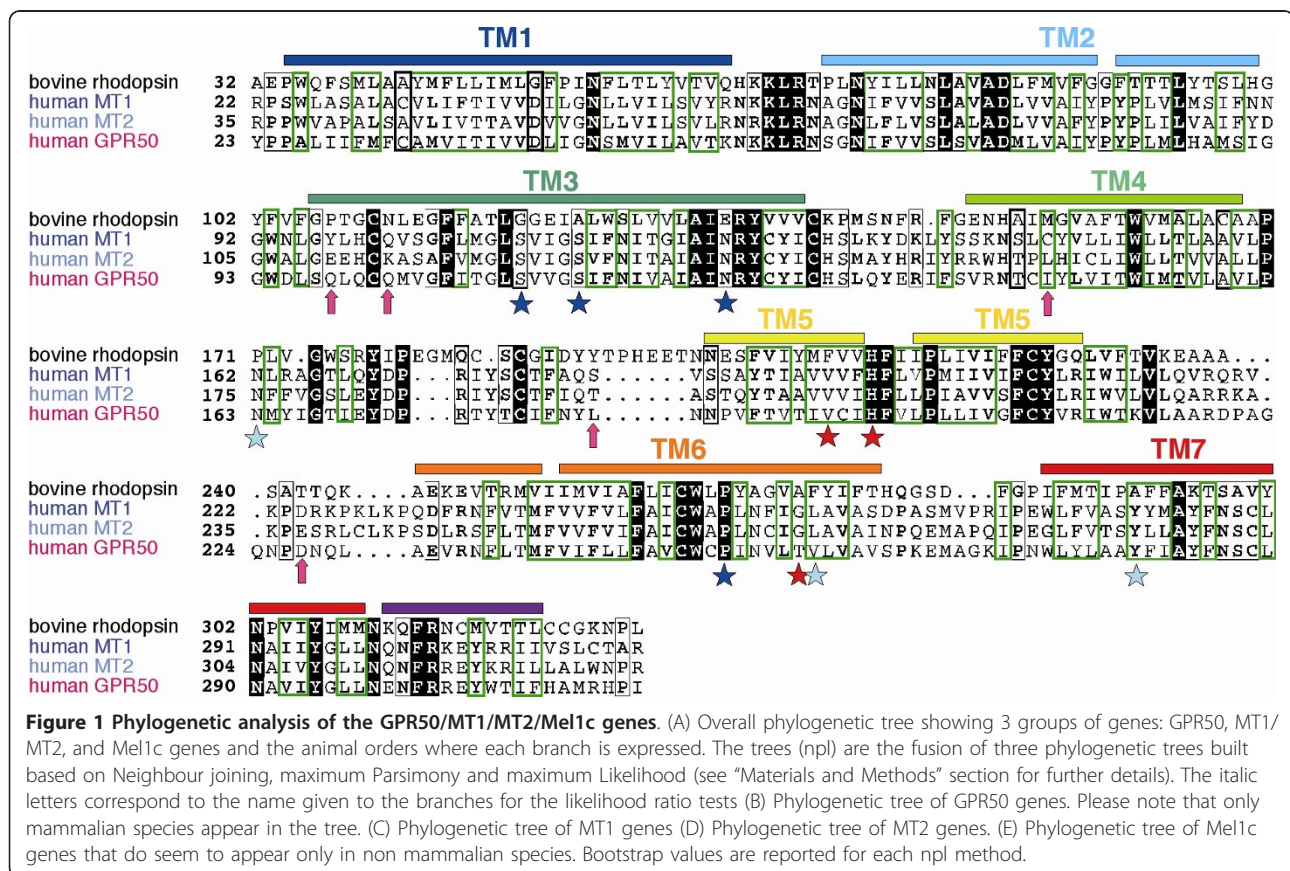 TM1 TM2
bovine rhodopsin 32 AEPWQFSMLAAYMFLLIMLGFPINFLTLYVTVQHKKLRTPLNYILLNLAVADLFMVFGGFTTTLYTSLHG
human MT1 22 RPSWLASALACVLIFTIVVDILGNLLVILSVYRNKKLRNAGNIFVVSLAVADLVVAIYPYPLVLMSIFNN
human MT2 35 RPPWVAPALSAVLIVTTAVDVVGNLLVILSVLRNRKLRNAGNLFLVSLALADLVVAFYPYPLILVAIFYD
human GPR50 23 YPPALIIFMFCAMVITIVVDLIGNSMVILAVTKNKKLRNSGNIFVVSLSVADMLVAIYPYPLMLHAMSIG
TM3 TM4
bovine rhodopsin 102 YFVFGPTGCNLEGFFATLGGEIALWSLVVLAIERYVVVCKPMSNFR.FGENHAIMGVAFTWVMALACAAP
human MT1 92 GWNLGYLHCQVSGFLMGLSVIGSIFNITGIAINRYCYICHSLKYDKLYSSKNSLCYVLLIWLLTLAAVLP
human MT2 105 GWALGEEHCKASAFVMGLSVIGSVFNITAIAINRYCYICHSMAYHRIYRRWHTPLHICLIWLLTVVALLP
human GPR50 93 GWDLSQLQCQMVGFITGLSVVGSIFNIVAIAINRYCYICHSLQYERIFSVRNTCIYLVITWIMTVLAVLP
TM5 TM5
bovine rhodopsin 171 PLV.GWSRYIPEGMQC.SCGIDYYTPHEETNNESFVIYMFVVHFIIPLIVIFFCYGQLVFTVKEAAA...
human MT1 162 NLRAGTLQYDP...RIYSCTFAQS......VSSAYTIAVVVFHFLVPMIIVIFCYLRIWILVLQVRQRV.
human MT2 175 NFFVGSLEYDP...RIYSCTFIQT......ASTQYTAAVVVIHFLLPIAVVSFCYLRIWVLVLQARRKA.
human GPR50 163 NMYIGTIEYDP...RTYTCIFNYL......NNPVFTVTIVCIHFVLPLLIVGFCYVRIWTKVLAARDPAG
TM6 TM7
bovine rhodopsin 240 .SATTQK....AEKEVTRMVIIMVIAFLICWLPYAGVAFYIFTHQGSD...FGPIFMTIPAFFAKTSAVY
human MT1 222 .KPDRKPKLKPQDFRNFVTMFVVFVLFAICWAPLNFIGLAVASDPASMVPRIPEWLFVASYYMAYFNSCL
human MT2 235 .KPESRLCLKPSDLRSFLTMFVVFVIFAICWAPLNCIGLAVAINPQEMAPQIPEGLFVTSYLLAYFNSCL
human GPR50 224 QNPDNQL....AEVRNFLTMFVIFLLFAVCWCPINVLTVLVAVSPKEMAGKIPNWLYLAAYFIAYFNSCL
bovine rhodopsin 302 NPVIYIMMNKQFRNCMVTTLCCGKNPL
human MT1 291 NAIIYGLLNQNFRKEYRRIIVSLCTAR
human MT2 304 NAIVYGLLNQNFRREYKRILLALWNPR
human GPR50 290 NAVIYGLLNENFRREYWTIFHAMRHPI
Figure 1 Phylogenetic analysis of the GPR50/MT1/MT2/Mel1c genes. (A) Overall phylogenetic tree showing 3 groups of genes: GPR50, MT1/
MT2, and Mel1c genes and the animal orders where each branch is expressed. The trees (npl) are the fusion of three phylogenetic trees built
based on Neighbour joining, maximum Parsimony and maximum Likelihood (see “Materials and Methods” section for further details). The italic
letters correspond to the name given to the branches for the likelihood ratio tests (B) Phylogenetic tree of GPR50 genes. Please note that only
mammalian species appear in the tree. (C) Phylogenetic tree of MT1 genes (D) Phylogenetic tree of MT2 genes. (E) Phylogenetic tree of Mel1c
genes that do seem to appear only in non mammalian species. Bootstrap values are reported for each npl method.